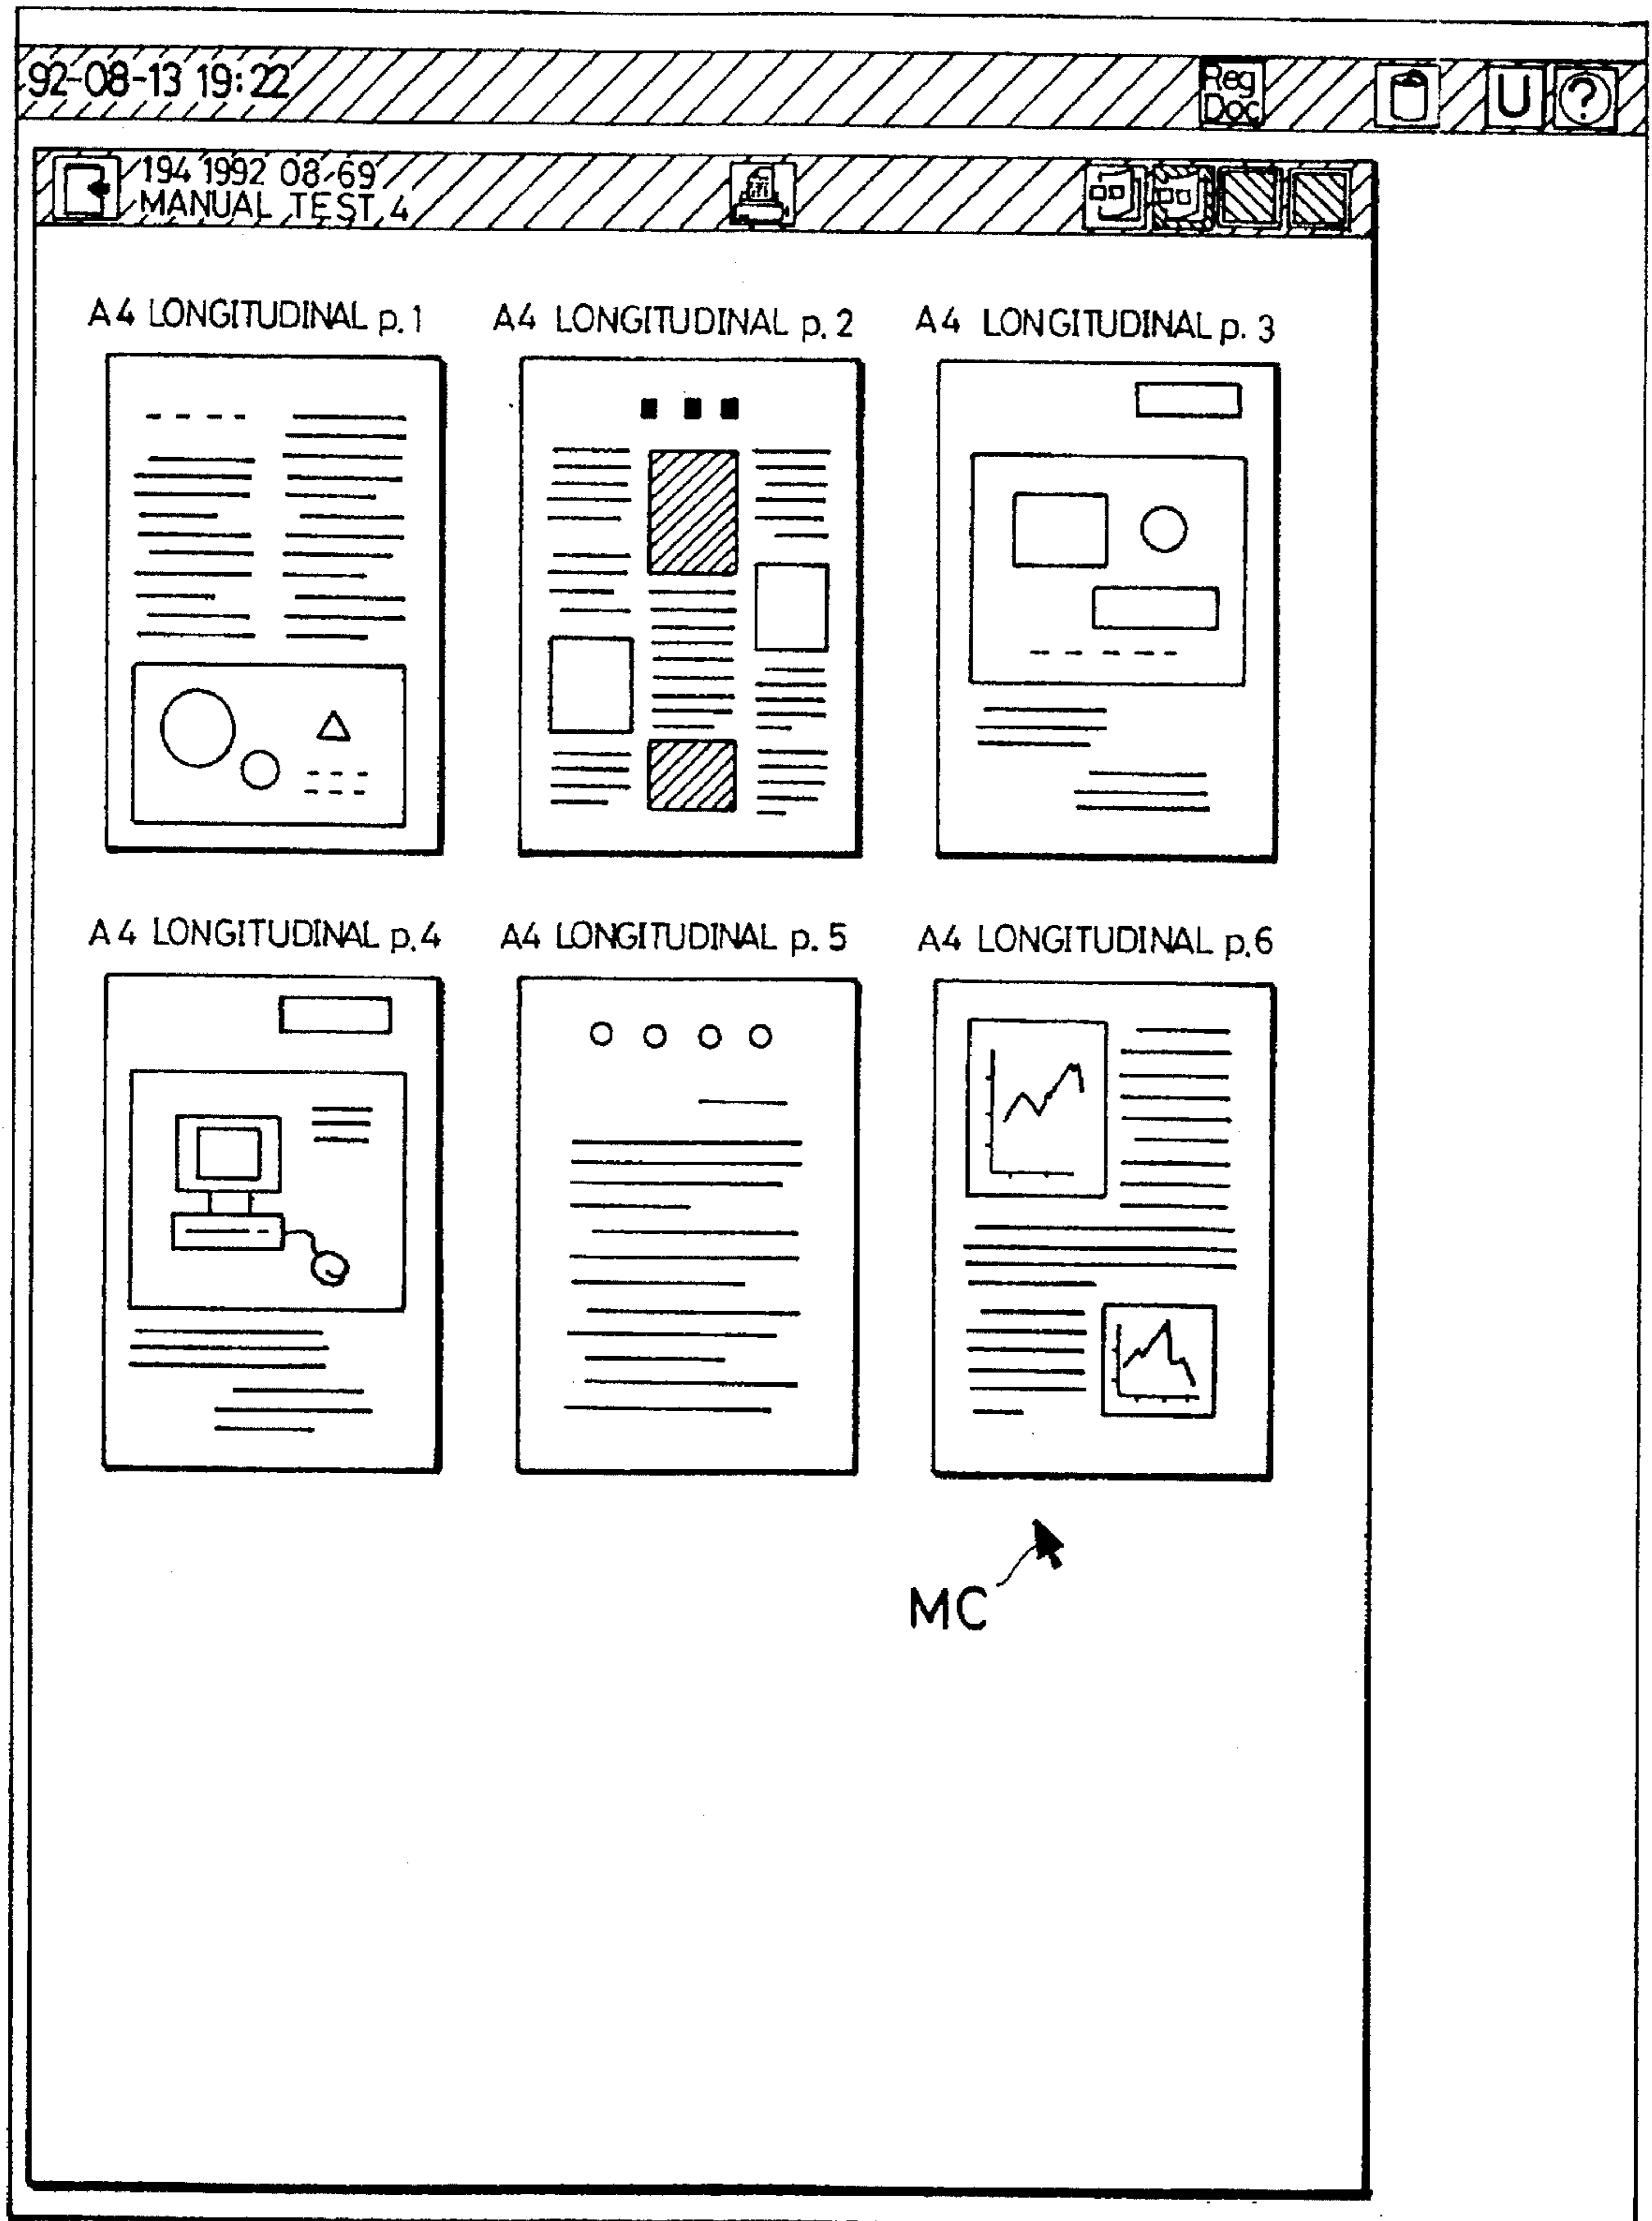 92-08-13 19:22
Reg
Doc
U
?
194 1992 08-69
MANUAL TEST 4
A4 LONGITUDINAL p. 1
A4 LONGITUDINAL p. 2
A4 LONGITUDINAL p. 3
A4 LONGITUDINAL p. 4
A4 LONGITUDINAL p. 5
A4 LONGITUDINAL p. 6
MC